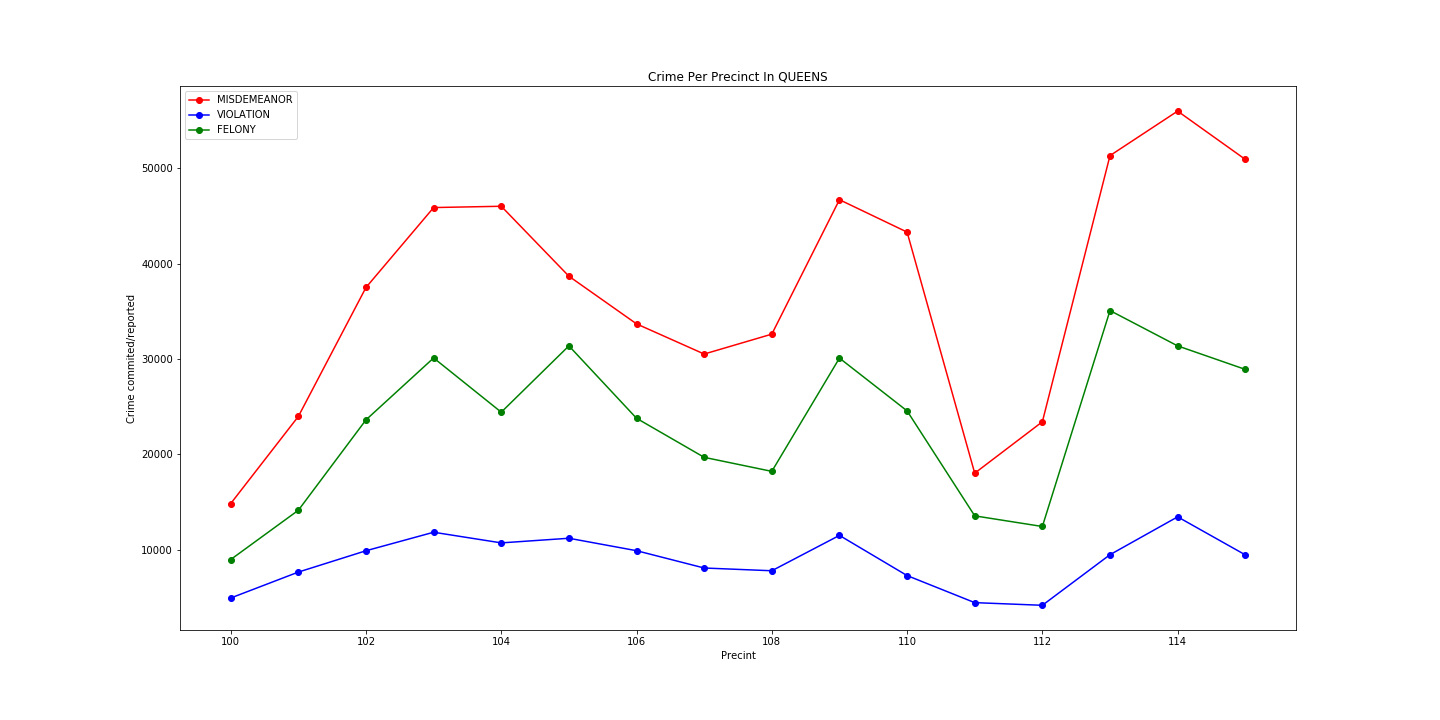 Crime Per Precinct In QUEENS
MISDEMEANOR
VIOLATION
FELONY
50000
40000
30000
20000
10000
Crime commited/reported
100 102 104 106 108 110 112 114
Precint